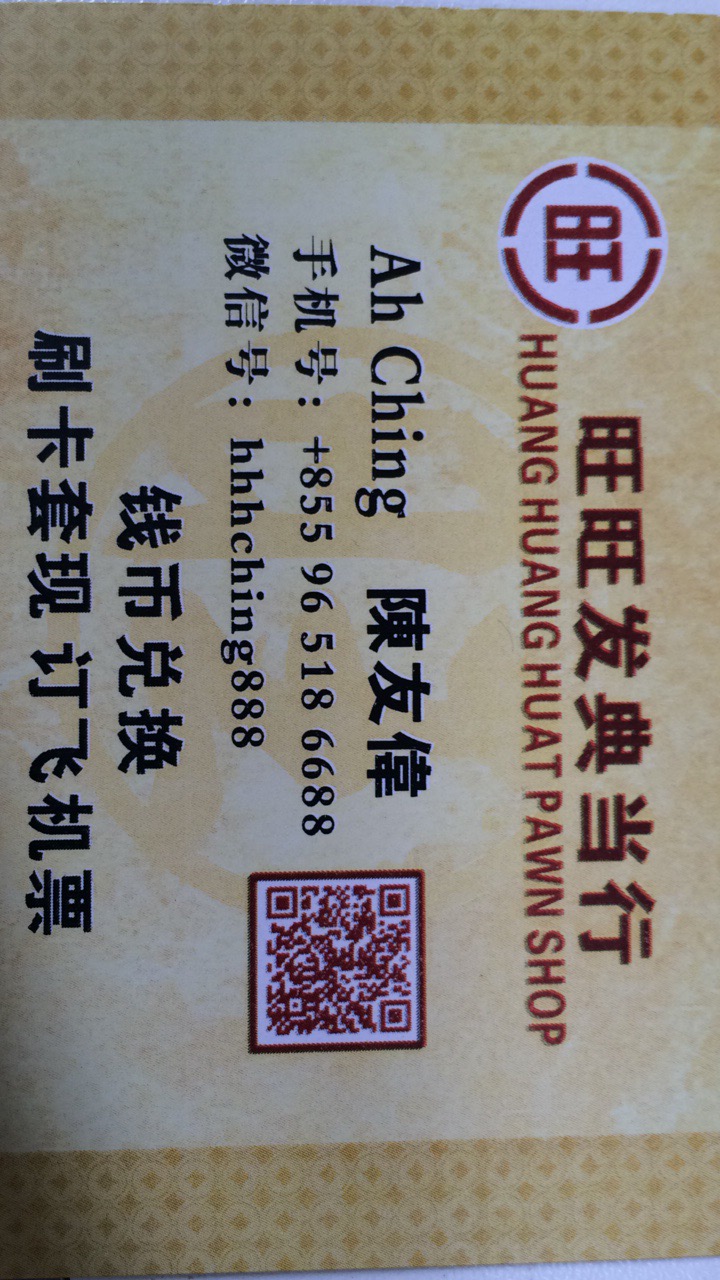 旺
旺旺发典当行
HUANG HUANG HUAT PAWN SHOP
Ah Ching 陳友偉
手机号：+855 96 518 6688
微信号：hhhching888
钱币兑换
刷卡套现 订飞机票